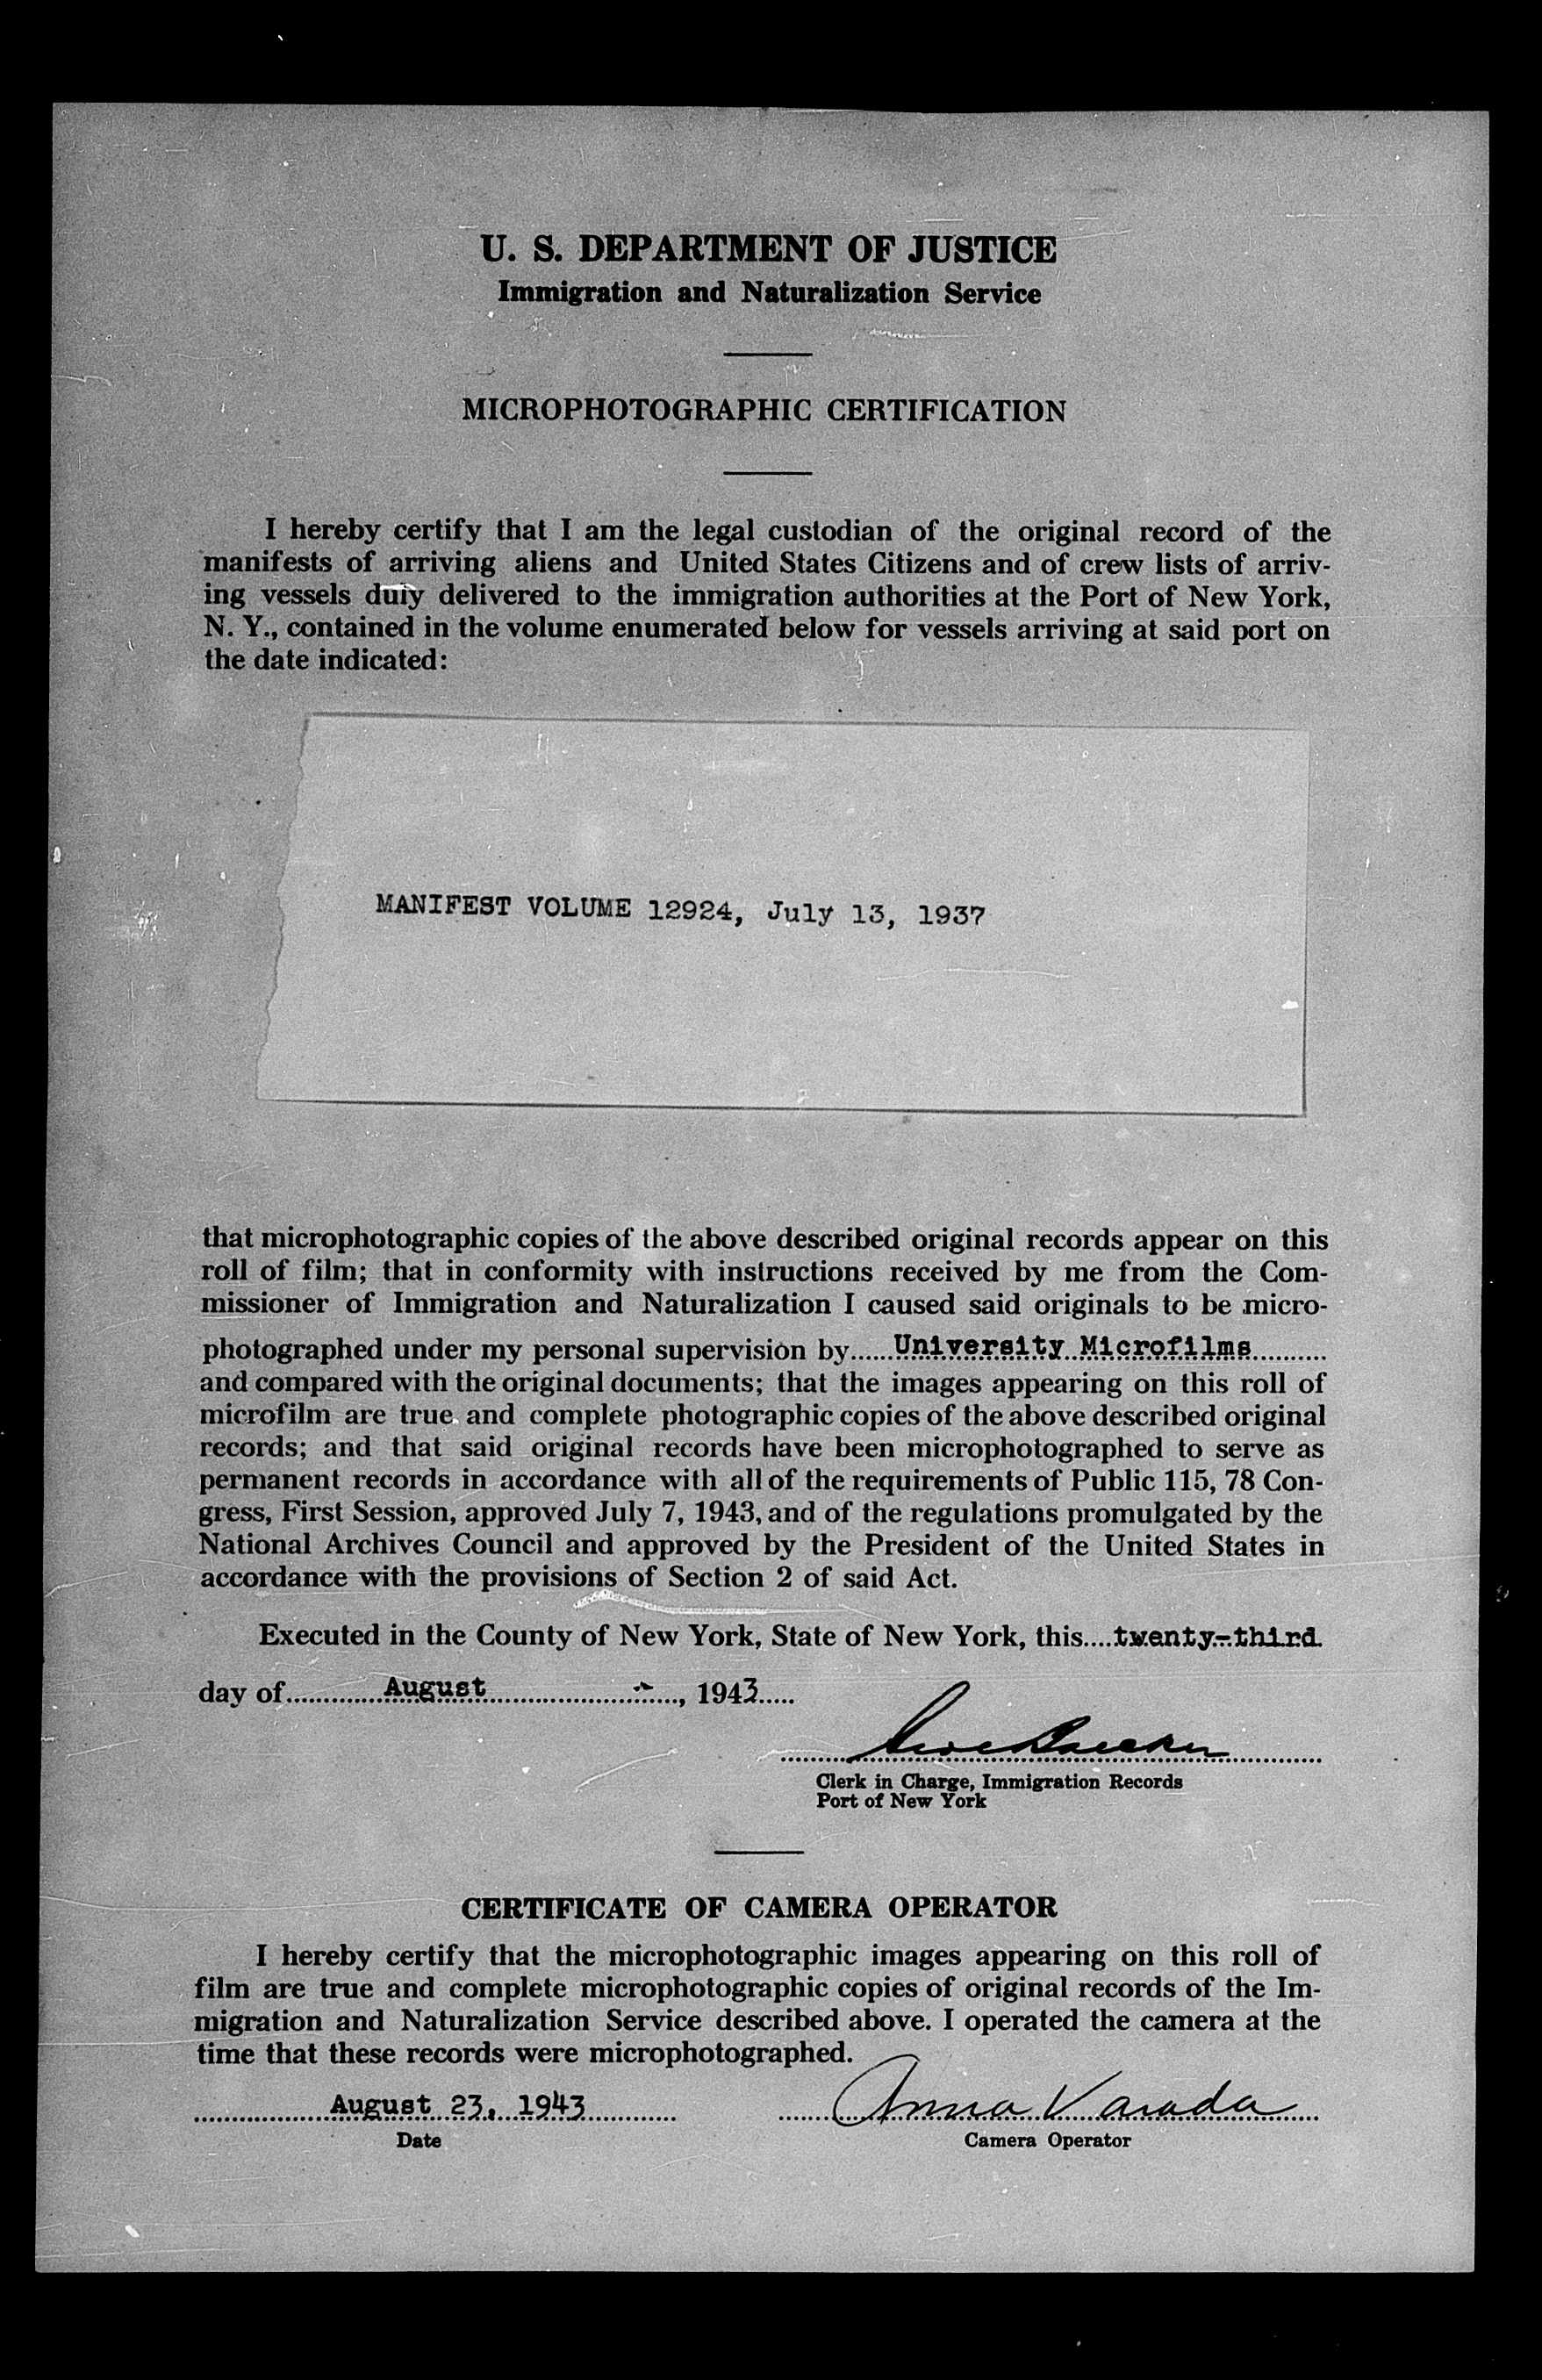 U. S. DEPARTMENT OF JUSTICE
Immigration and Naturalization Service
MICROPHOTOGRAPHIC CERTIFICATION
I hereby certify that I am the legal custodian of the original record of the
manifests of arriving aliens and United States Citizens and of crew lists of arriv-
ing vessels duly delivered to the immigration authorities at the Port of New York,
N. Y., contained in the volume enumerated below for vessels arriving at said port on
the date indicated:
MANIFEST VOLUME 12924, July 13, 1937
that microphotographic copies of the above described original records appear on this
roll of film; that in conformity with instructions received by me from the Com-
missioner of Immigration and Naturalization I caused said originals to be micro-
photographed under my personal supervision by......University Microfilms..........
and compared with the original documents; that the images appearing on this roll of
microfilm are true and complete photographic copies of the above described original
records; and that said original records have been microphotographed to serve as
permanent records in accordance with all of the requirements of Public 115, 78 Con-
gress, First Session, approved July 7, 1943, and of the regulations promulgated by the
National Archives Council and approved by the President of the United States in
accordance with the provisions of Section 2 of said Act.
Executed in the County of New York, State of New York, this....twenty-third
day of.............August..........................., 1943.....
Clerk in Charge, Immigration Records
Port of New York
CERTIFICATE OF CAMERA OPERATOR
I hereby certify that the microphotographic images appearing on this roll of
film are true and complete microphotographic copies of original records of the Im-
migration and Naturalization Service described above. I operated the camera at the
time that these records were microphotographed.
August 23, 1943 Anna Varada
Date Camera Operator